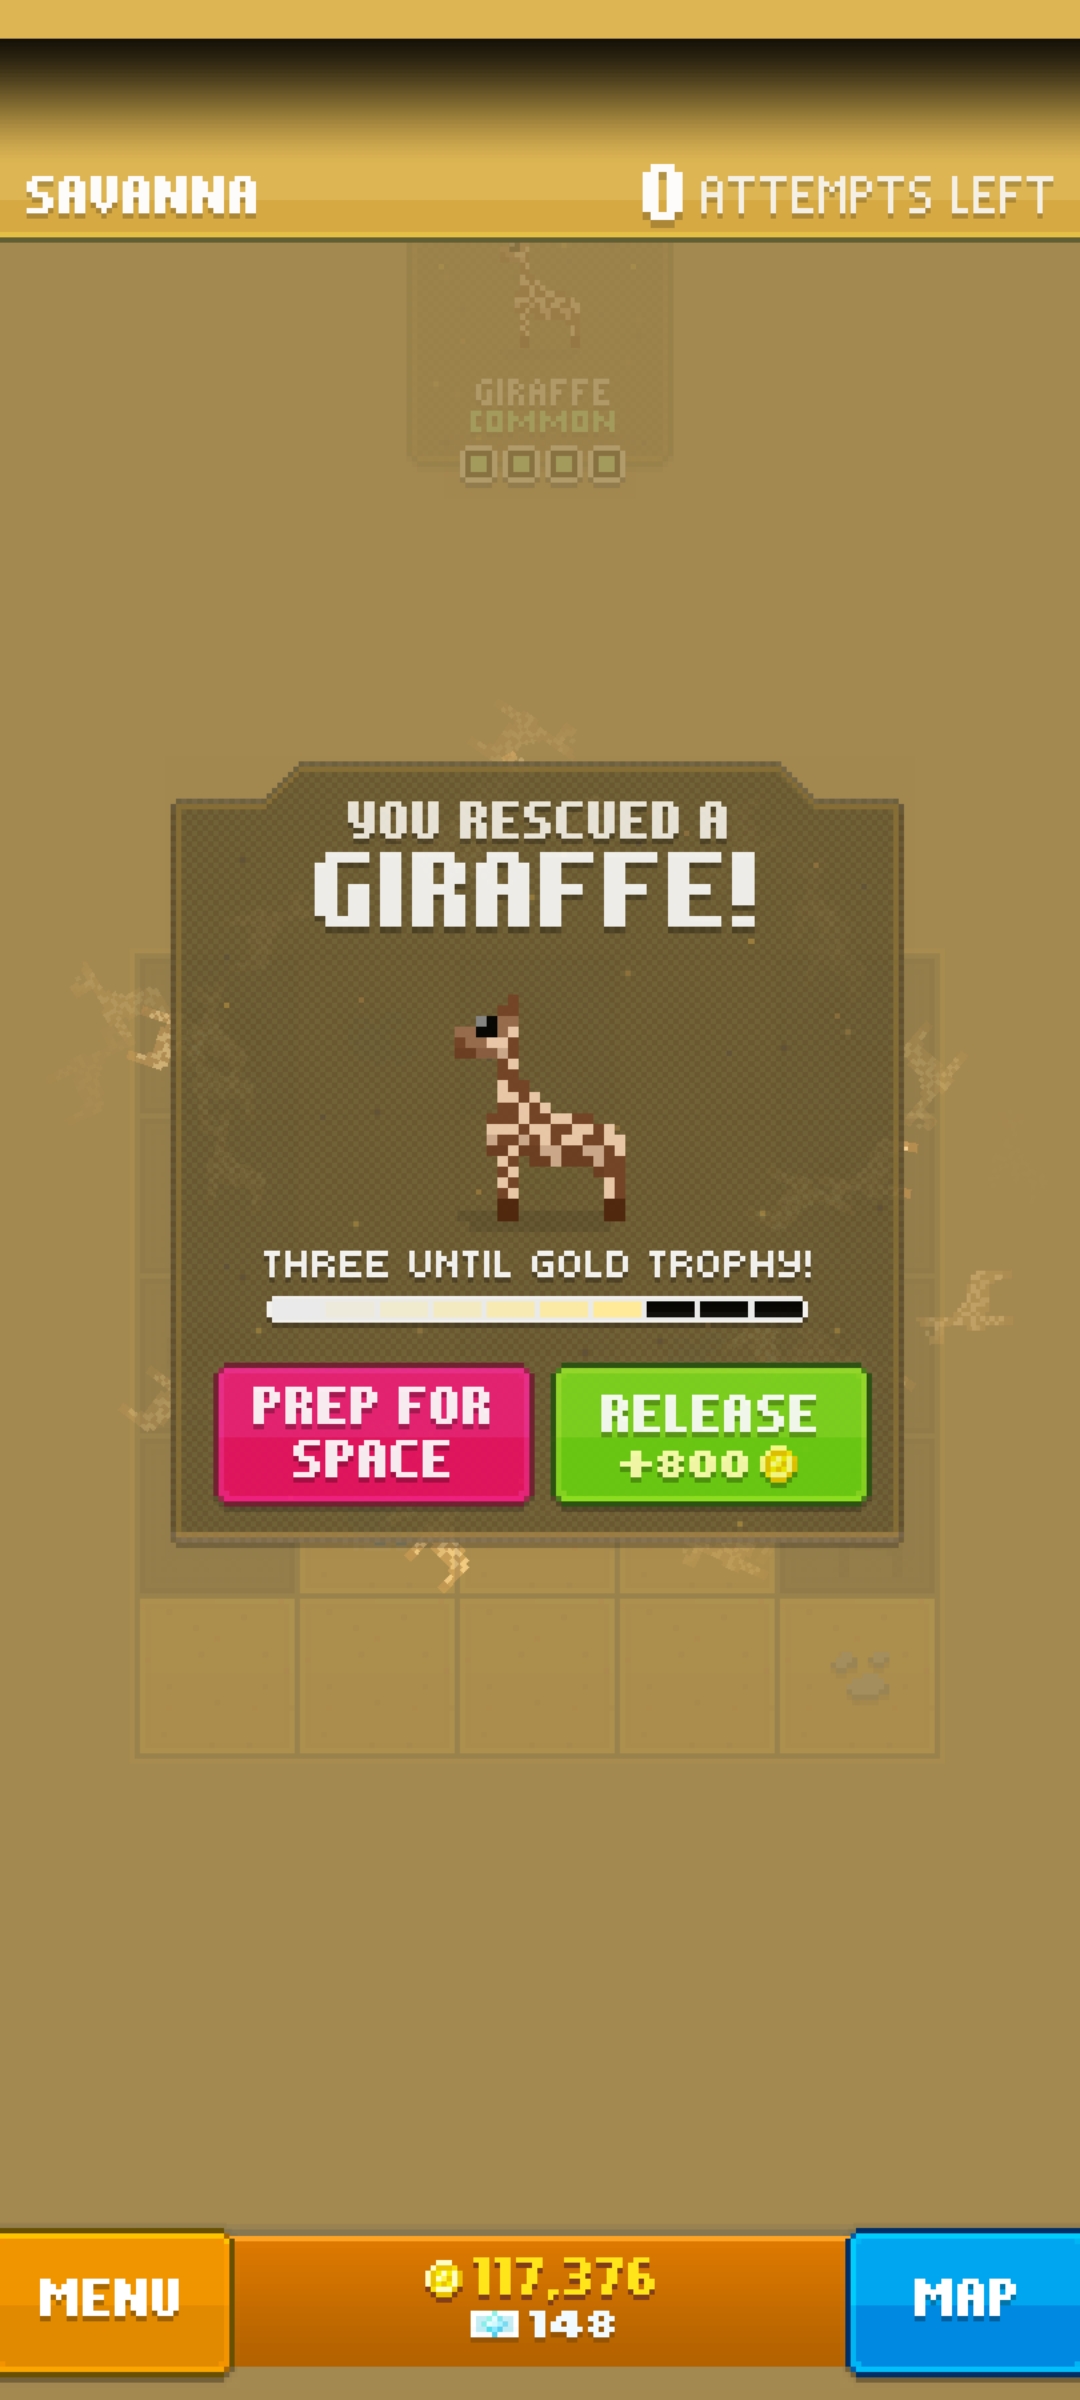 SAVANNA
0 ATTEMPTS LEFT
GIRAFFE
COMMON
YOU RESCUED A
GIRAFFE!
THREE UNTIL GOLD TROPHY!
PREP FOR
SPACE
RELEASE
+800
MENU
117,376
148
MAP